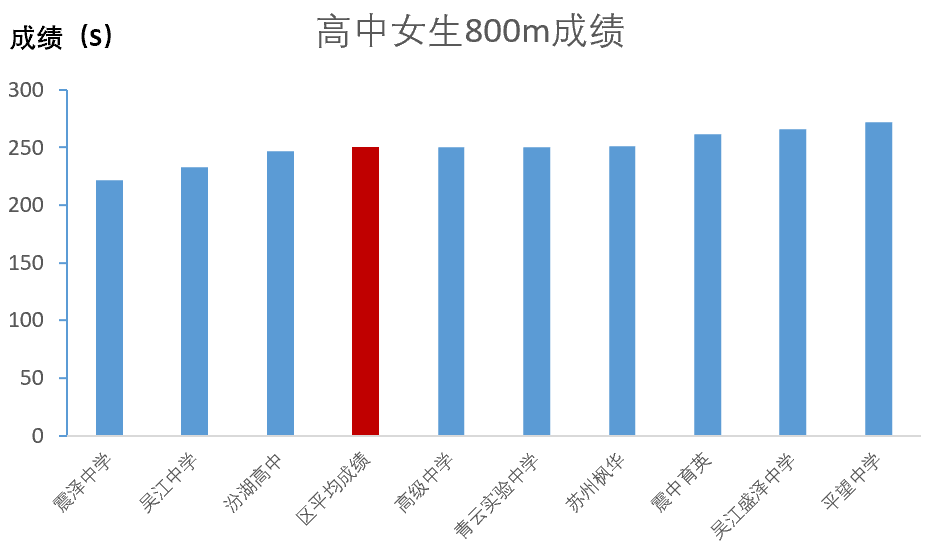 高中女生800m成绩
成绩（s）
300
250
200
150
100
50
0
震泽中学
吴江中学
汾湖高中
区平均成绩
高级中学
青云实验中学
苏州枫华
震中育英
吴江盛泽中学
平望中学